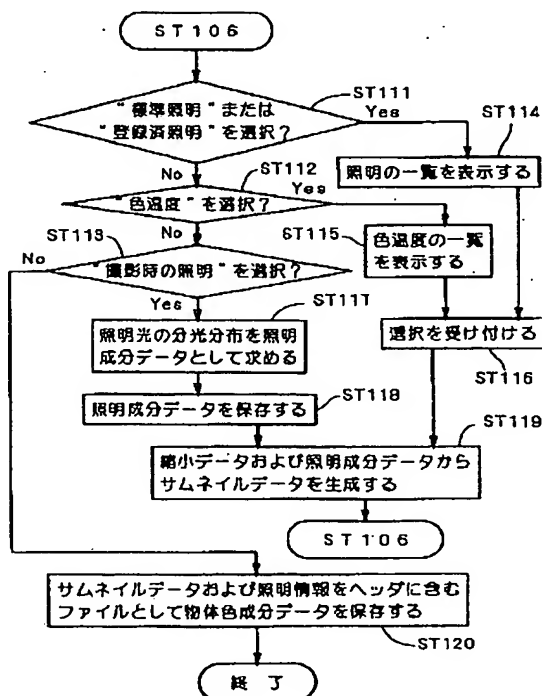 ST106
ST111
"標準照明"または
"登録済照明"を選択?
Yes
ST114
照明の一覧を表示する
No
ST112
"色温度"を選択?
Yes
ST113
No
ST115
色温度の一覧
を表示する
No
"撮影時の照明"を選択?
Yes
ST117
照明光の分光分布を照明
成分データとして求める
選択を受け付ける
ST116
ST118
照明成分データを保存する
ST119
縮小データおよび照明成分データから
サムネイルデータを生成する
ST106
サムネイルデータおよび照明情報をヘッダに含む
ファイルとして物体色成分データを保存する
ST120
終了